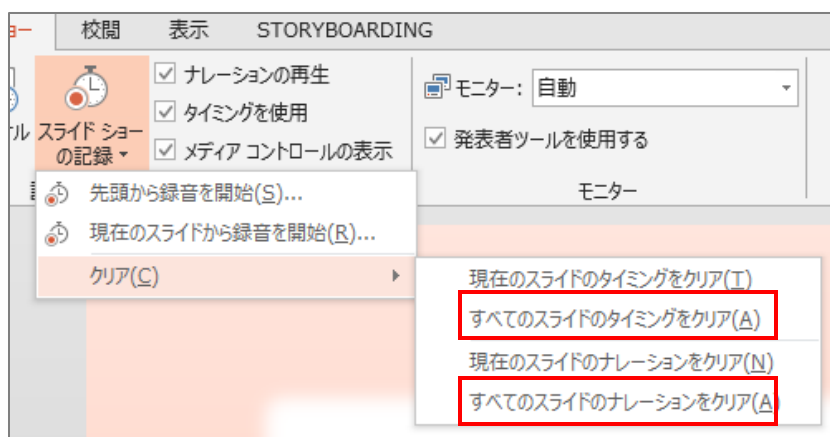 ョー 校閲 表示 STORYBOARDING
ナレーションの再生
タイミングを使用
メディア コントロールの表示
スライド ショー
の記録
モニター: 自動
発表者ツールを使用する
モニター
先頭から録音を開始(S)...
現在のスライドから録音を開始(R)...
クリア(C)
現在のスライドのタイミングをクリア(T)
すべてのスライドのタイミングをクリア(A)
現在のスライドのナレーションをクリア(N)
すべてのスライドのナレーションをクリア(A)